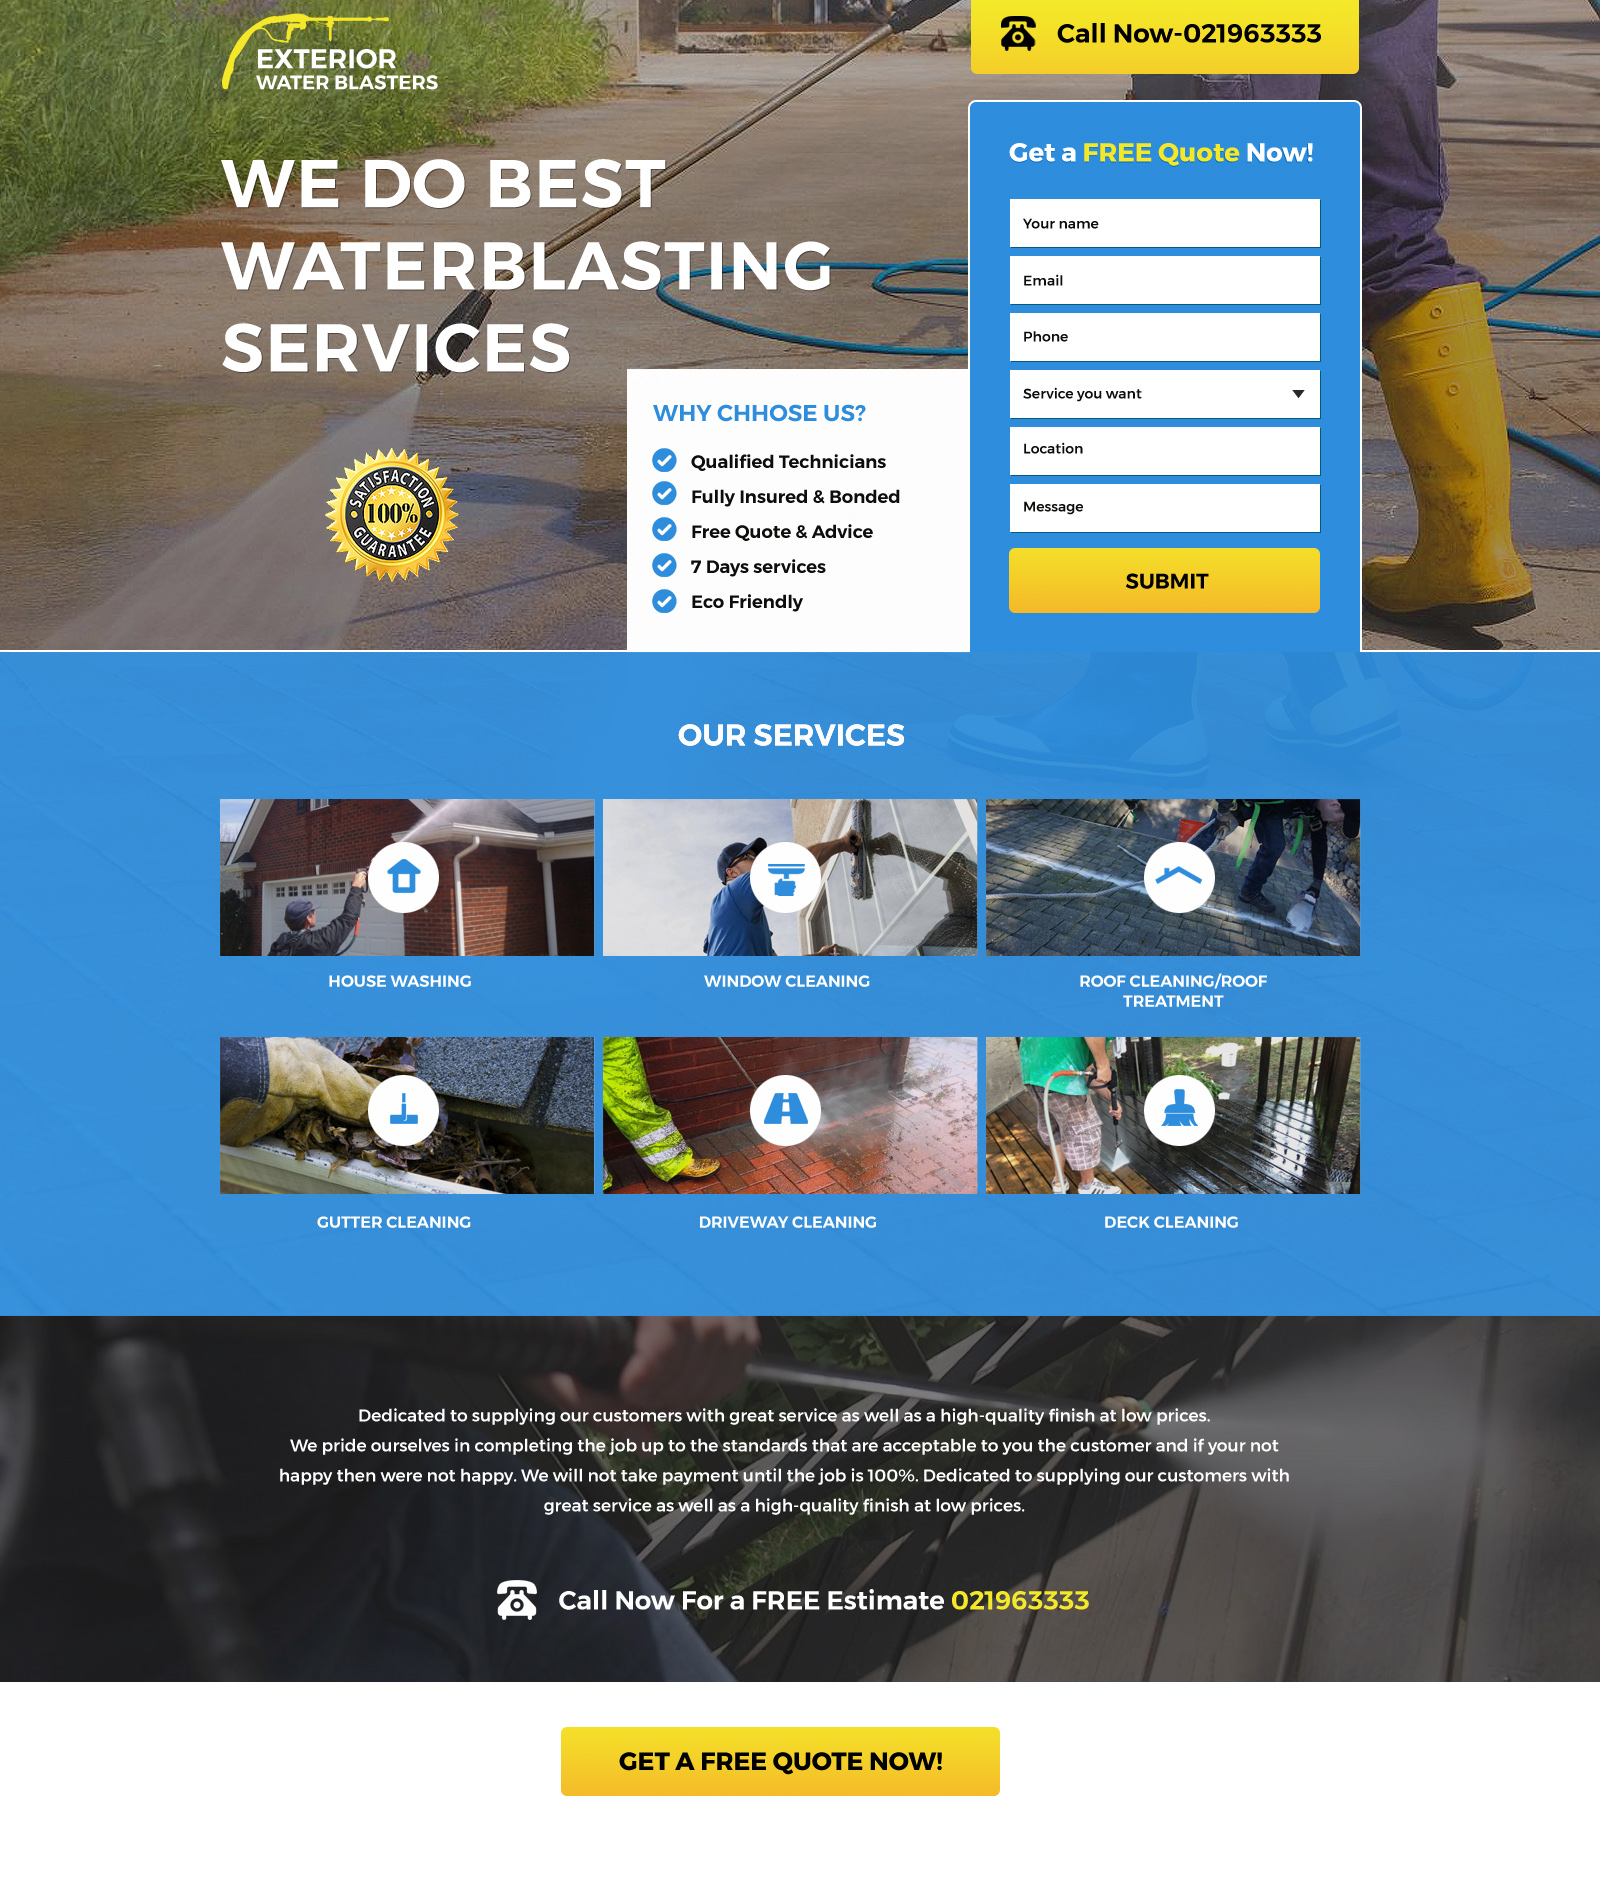 EXTERIOR
WATER BLASTERS
Call Now-021963333
WE DO BEST
WATERBLASTING
SERVICES
SATISFACTION
100%
GUARANTEE
WHY CHHOSE US?
Qualified Technicians
Fully Insured & Bonded
Free Quote & Advice
7 Days services
Eco Friendly
Get a FREE Quote Now!
Your name
Email
Phone
Service you want
Location
Message
SUBMIT
OUR SERVICES
HOUSE WASHING
WINDOW CLEANING
ROOF CLEANING/ROOF
TREATMENT
GUTTER CLEANING
DRIVEWAY CLEANING
DECK CLEANING
Dedicated to supplying our customers with great service as well as a high-quality finish at low prices.
We pride ourselves in completing the job up to the standards that are acceptable to you the customer and if your not
happy then were not happy. We will not take payment until the job is 100%. Dedicated to supplying our customers with
great service as well as a high-quality finish at low prices.
Call Now For a FREE Estimate 021963333
GET A FREE QUOTE NOW!